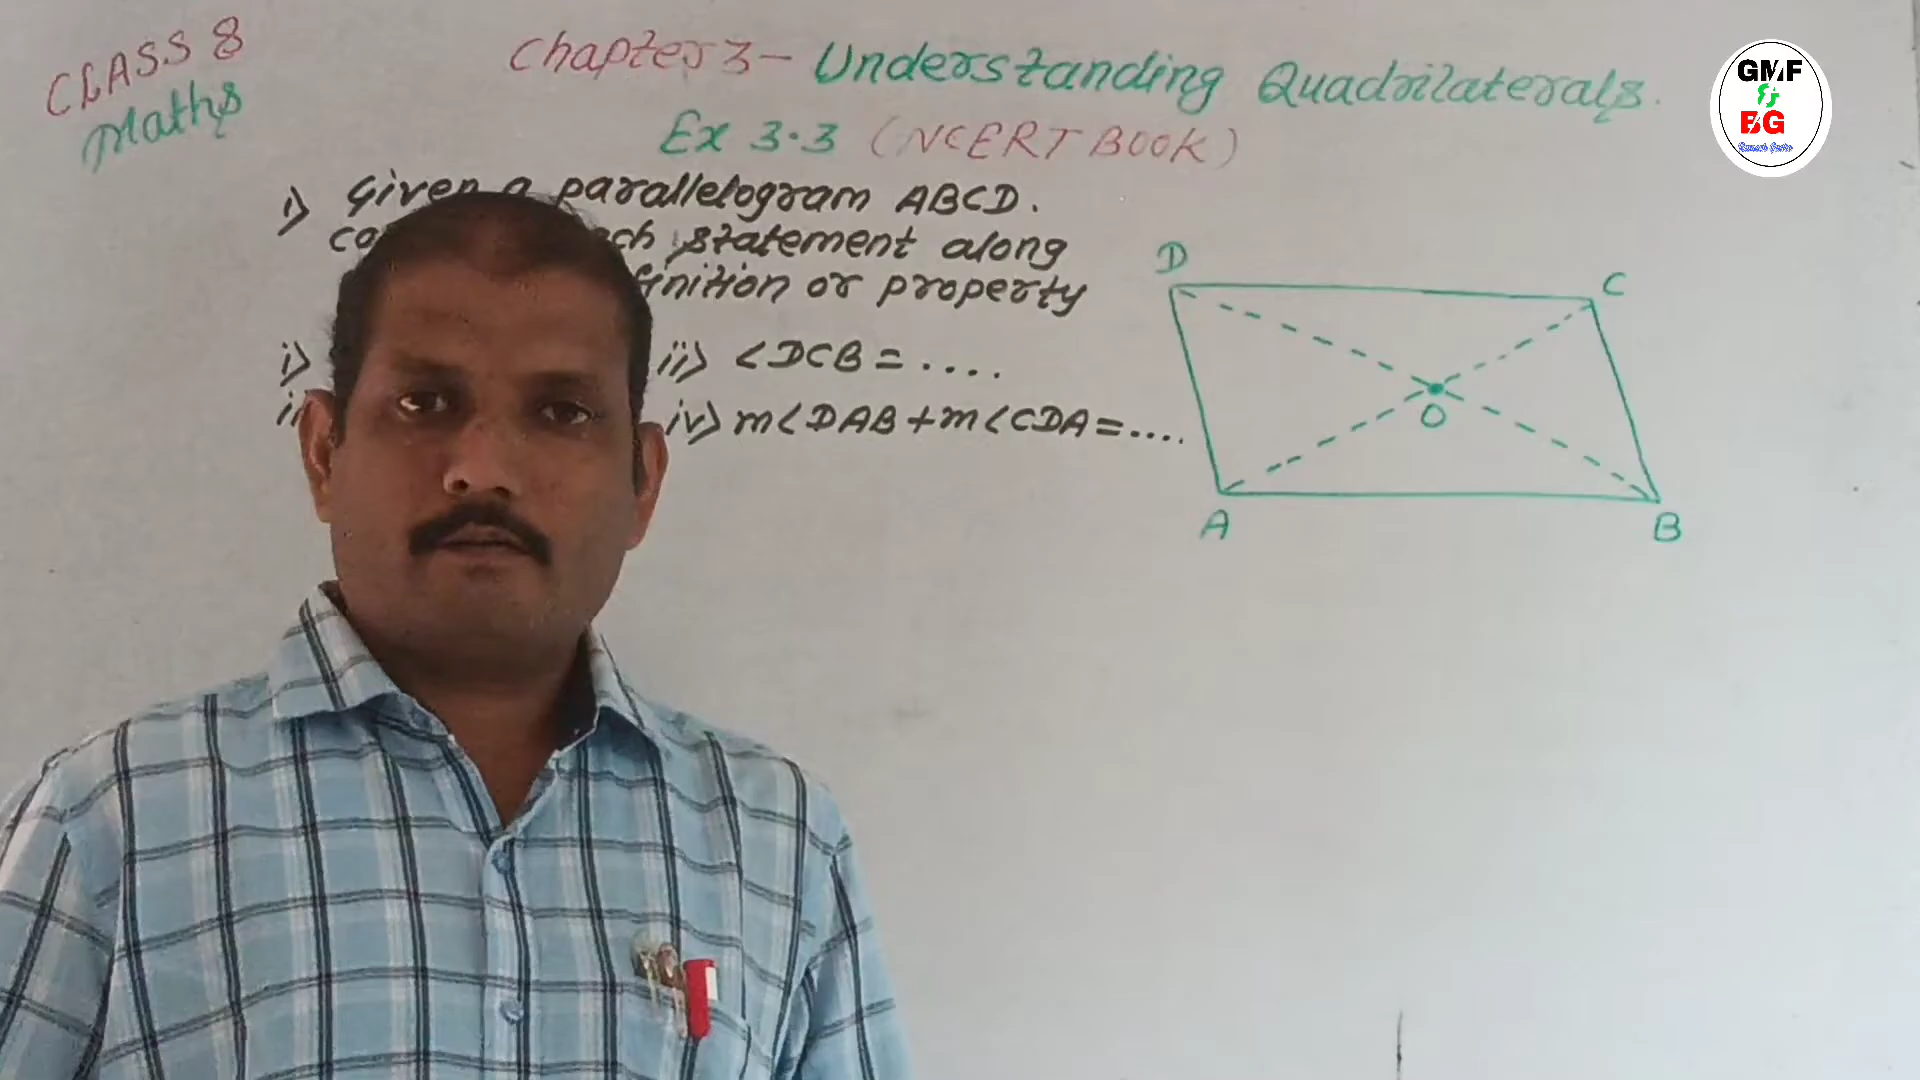 CLASS 8
Maths
Chapter 3 - Understanding Quadrilaterals.
Ex 3.3 (NCERT BOOK)
i) Given a parallelogram ABCD.
statement along
or property
i) ii) <DCB = ....
iv) m<DAB + m<CDA = ....
D
C
O
A
B
GMF
BG